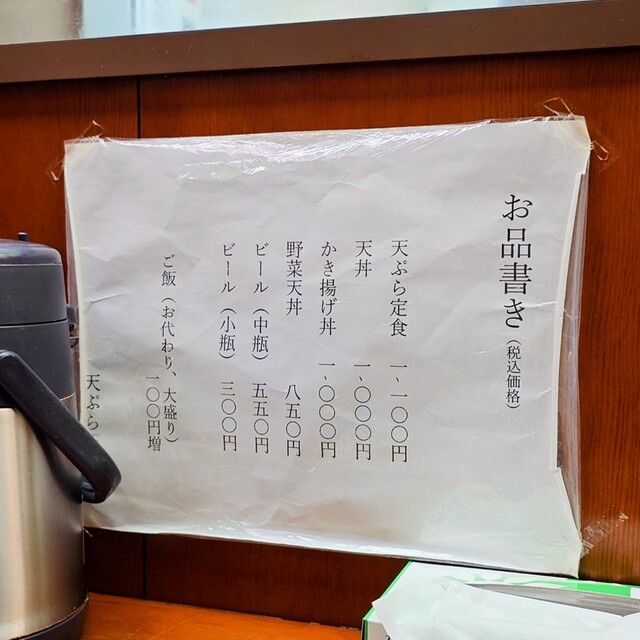 お品書き（税込価格）
天ぷら定食 一、一〇〇円
天丼 一、〇〇〇円
かき揚げ丼 一、〇〇〇円
野菜天丼 八五〇円
ビール（中瓶） 五五〇円
ビール（小瓶） 三〇〇円
ご飯（お代わり、大盛り）
一〇〇円増
天ぷら